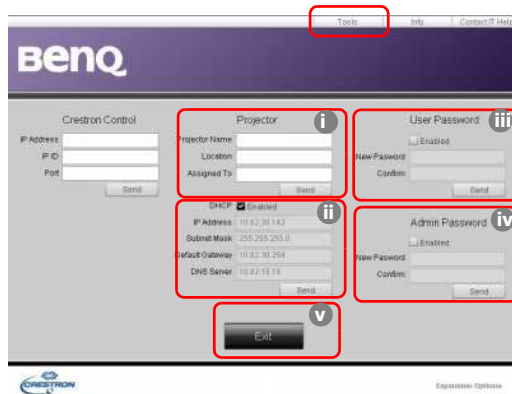 Tools Info Contact IT Help
BenQ
Crestron Control
IP Address
IP ID
Port
Send
Projector i
Projector Name
Location
Assigned To
Send
DHCP Enabled ii
IP Address 10.82.30.143
Subnet Mask 255.255.255.0
Default Gateway 10.82.30.254
DNS Server 10.82.15.15
Send
User Password iii
Enabled
New Password
Confirm
Send
Admin Password iv
Enabled
New Password
Confirm
Send
v
Exit
CRESTRON
Expansion Options